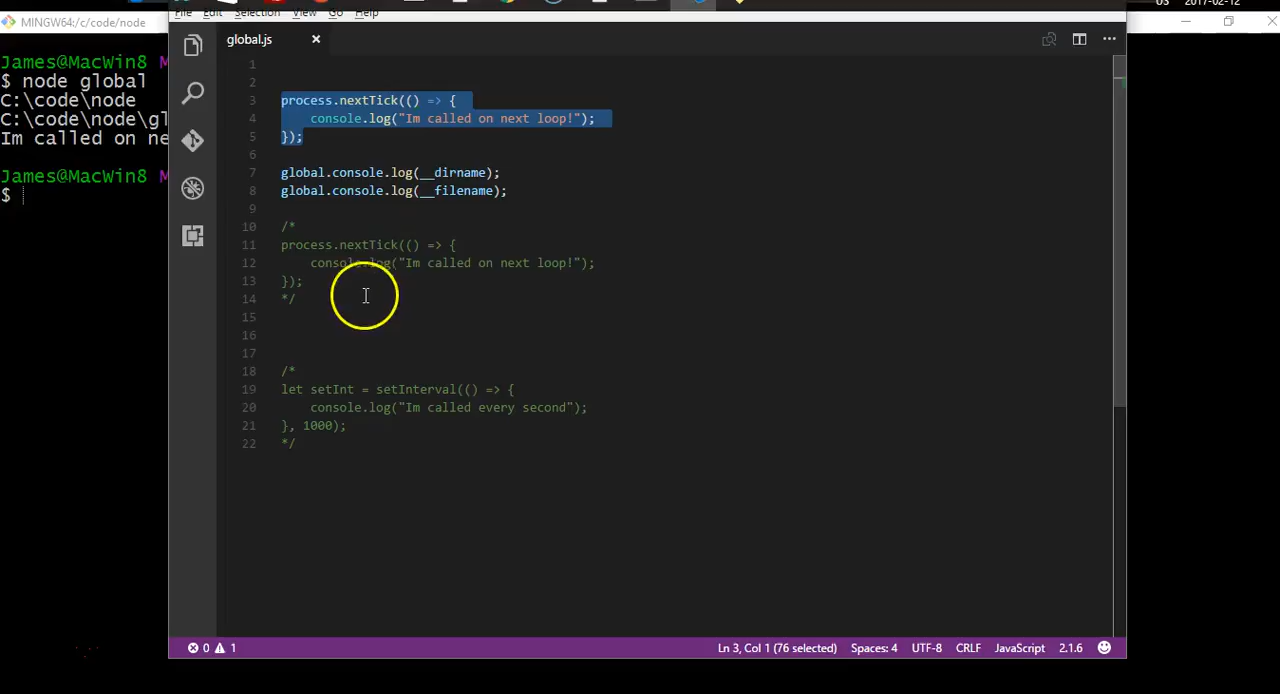 US 2017-02-12
MINGW64:/c/code/node
File Edit Selection View Go Help
James@MacWin8 M
$ node global
C:\code\node
C:\code\node\gl
Im called on ne
James@MacWin8 M
$
global.js
1
2
3 process.nextTick(() => {
4 console.log("Im called on next loop!");
5 });
6
7 global.console.log(__dirname);
8 global.console.log(__filename);
9
10 /*
11 process.nextTick(() => {
12 console.log("Im called on next loop!");
13 });
14 */
15
16
17
18 /*
19 let setInt = setInterval(() => {
20 console.log("Im called every second");
21 }, 1000);
22 */
0 1 Ln 3, Col 1 (76 selected) Spaces: 4 UTF-8 CRLF JavaScript 2.1.6